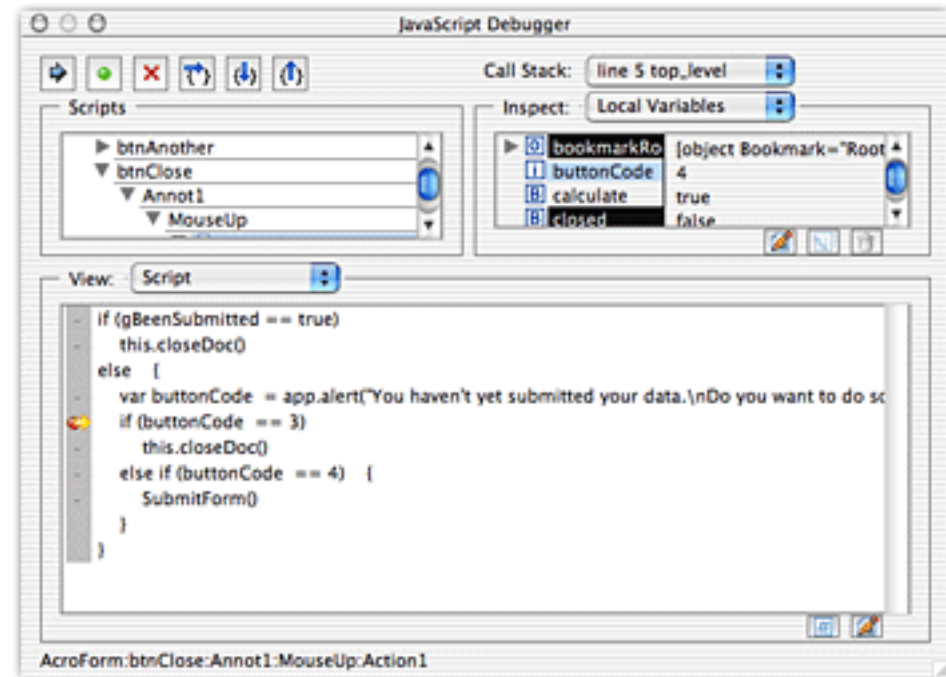 JavaScript Debugger
Call Stack: line 5 top_level
Scripts
Inspect: Local Variables
btnAnother
btnClose
Annot1
MouseUp
bookmarkRo [object Bookmark="Root
buttonCode 4
calculate true
closed false
View: Script
if (gBeenSubmitted == true)
this.closeDoc()
else {
var buttonCode = app.alert("You haven't yet submitted your data.\nDo you want to do so
if (buttonCode == 3)
this.closeDoc()
else if (buttonCode == 4) {
SubmitForm()
}
}
AcroForm:btnClose:Annot1:MouseUp:Action1